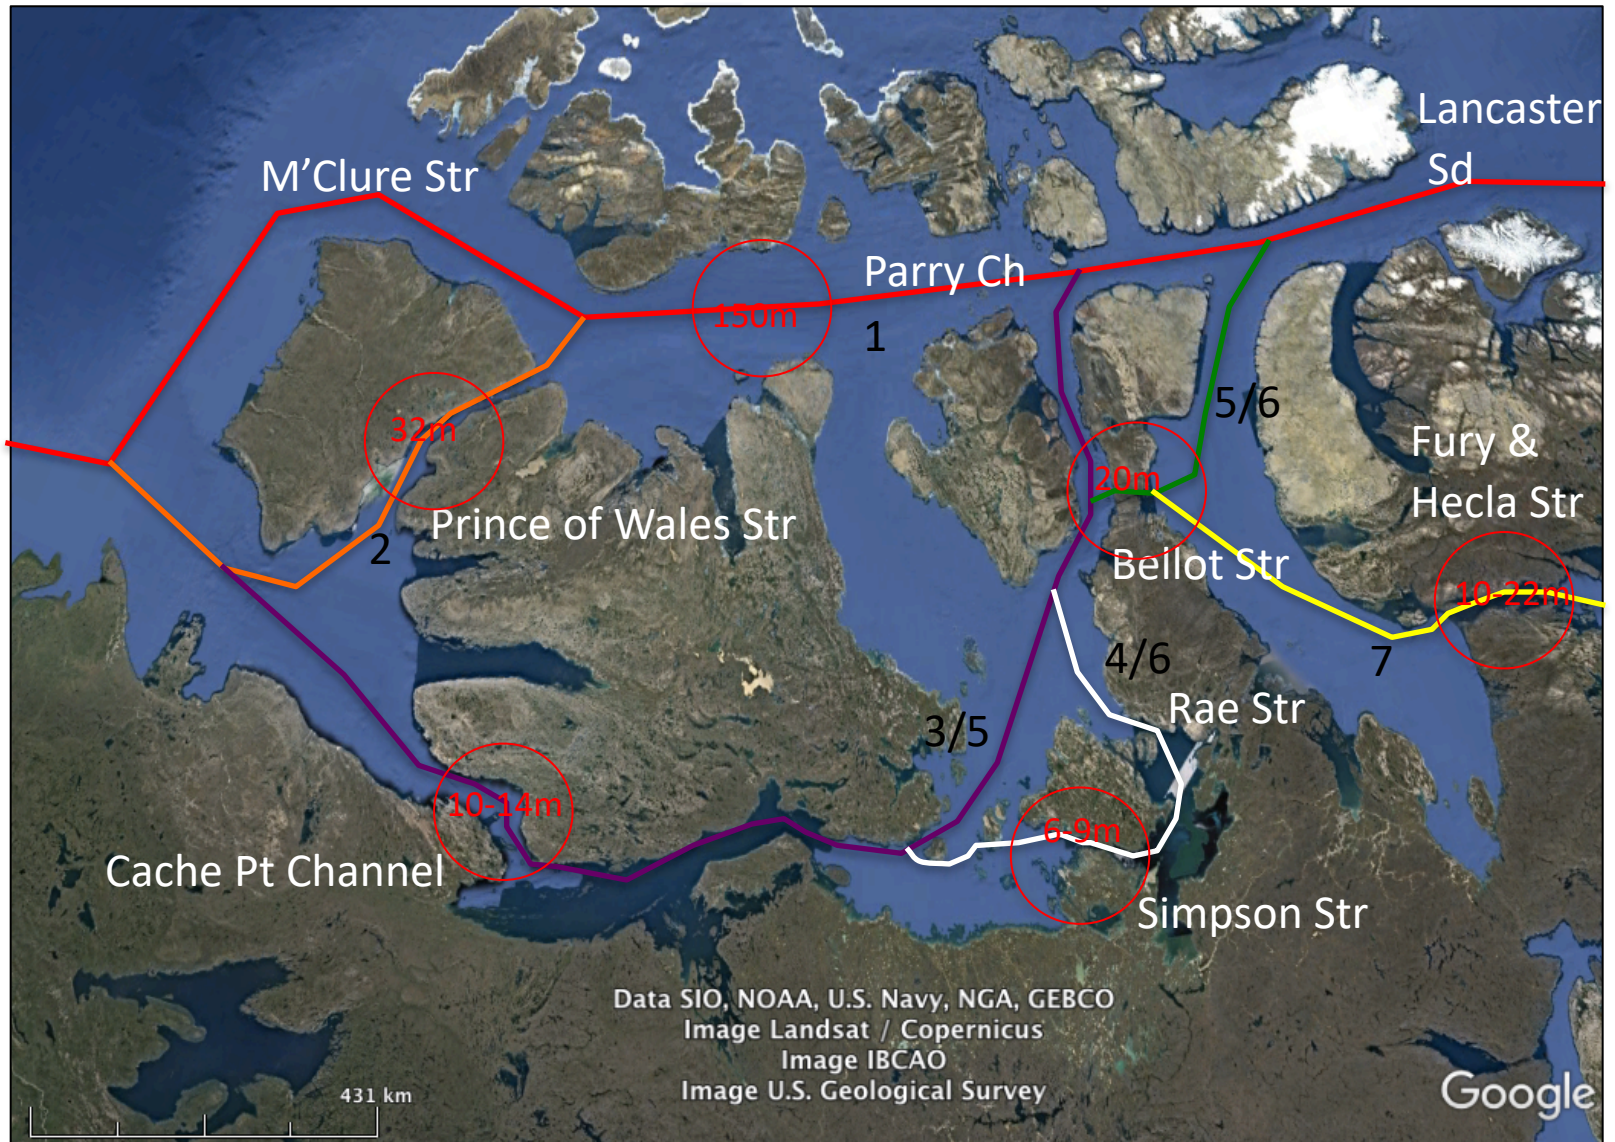 Lancaster
Sd
M'Clure Str
Parry Ch
150m
1
5/6
32m
Fury &
Hecla Str
20m
Prince of Wales Str
2
Bellot Str
10-22m
4/6
7
Rae Str
3/5
10-14m
6-9m
Cache Pt Channel
Simpson Str
Data SIO, NOAA, U.S. Navy, NGA, GEBCO
Image Landsat / Copernicus
Image IBCAO
Image U.S. Geological Survey
431 km
Google